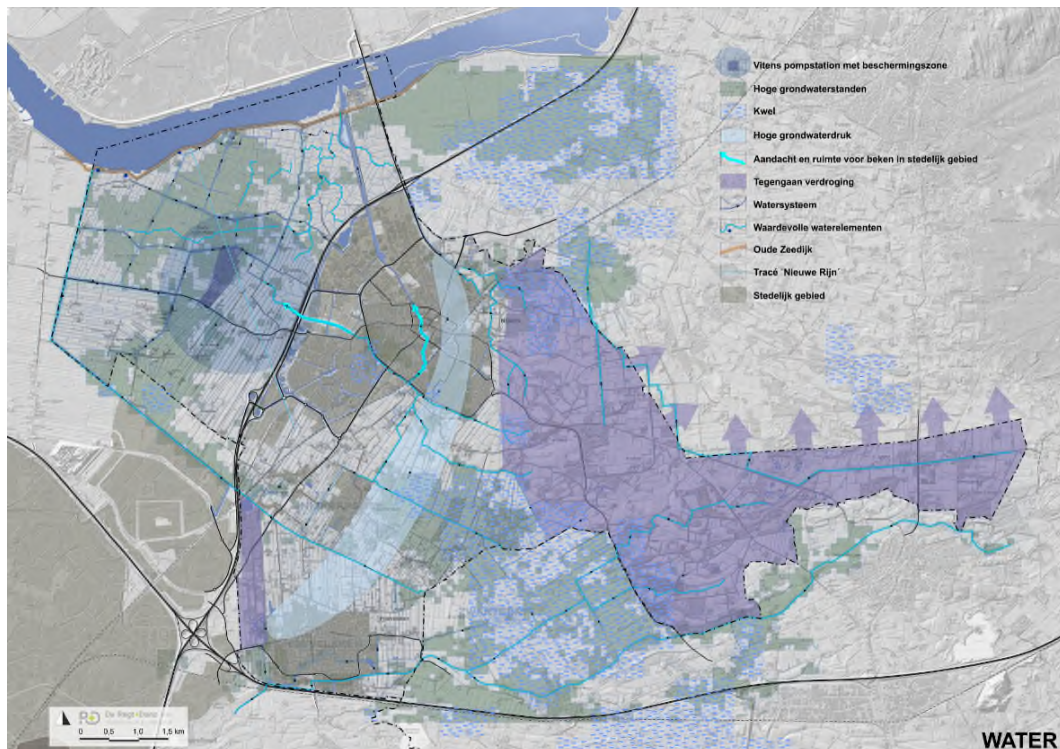 Vitens pompstation met beschermingszone
Hoge grondwaterstanden
Kwel
Hoge grondwaterdruk
Aandacht en ruimte voor beken in stedelijk gebied
Tegengaan verdroging
Watersysteem
Waardevolle waterelementen
Oude Zeedijk
Tracé ´Nieuwe Rijn´
Stedelijk gebied
0 0,5 1,0 1,5 km
WATER